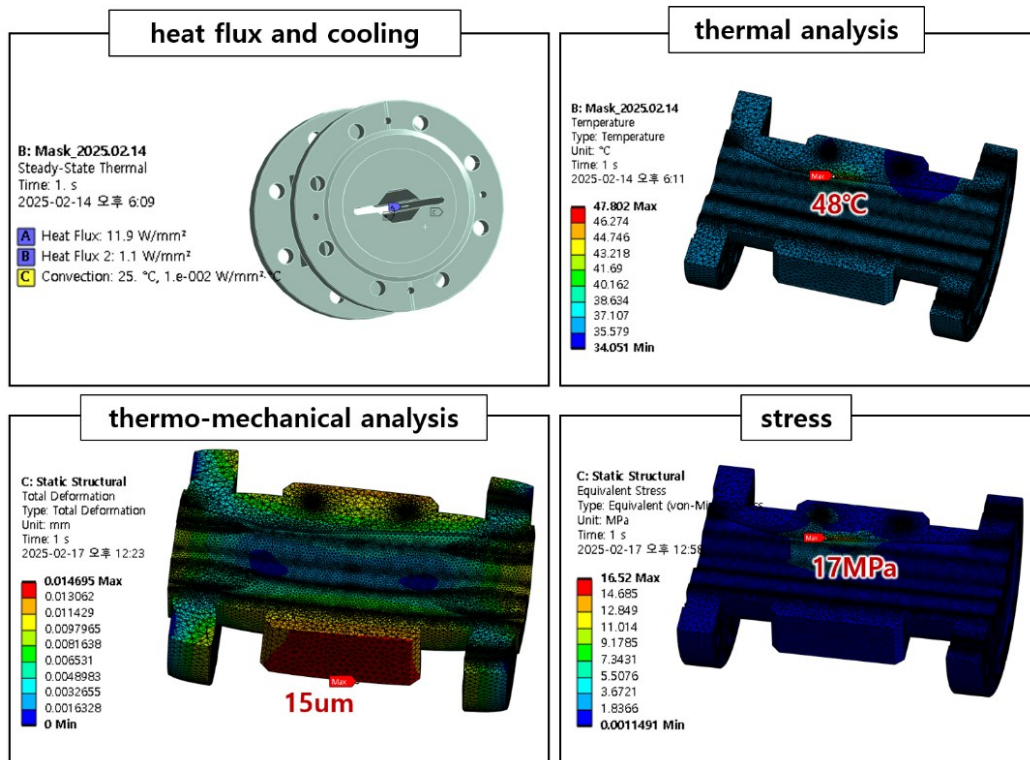 heat flux and cooling
B: Mask_2025.02.14
Steady-State Thermal
Time: 1. s
2025-02-14 오후 6:09
A Heat Flux: 11.9 W/mm²
B Heat Flux 2: 1.1 W/mm²
C Convection: 25. °C, 1.e-002 W/mm²·°C
thermal analysis
B: Mask_2025.02.14
Temperature
Type: Temperature
Unit: °C
Time: 1 s
2025-02-14 오후 6:11
47.802 Max
46.274
44.746
43.218
41.69
40.162
38.634
37.107
35.579
34.051 Min
Max
48℃
thermo-mechanical analysis
C: Static Structural
Total Deformation
Type: Total Deformation
Unit: mm
Time: 1 s
2025-02-17 오후 12:23
0.014695 Max
0.013062
0.011429
0.0097965
0.0081638
0.006531
0.0048983
0.0032655
0.0016328
0 Min
Max
15um
stress
C: Static Structural
Equivalent Stress
Type: Equivalent (von-Mi
Unit: MPa
Time: 1 s
2025-02-17 오후 12:58
16.52 Max
14.685
12.849
11.014
9.1785
7.3431
5.5076
3.6721
1.8366
0.0011491 Min
Max
17MPa